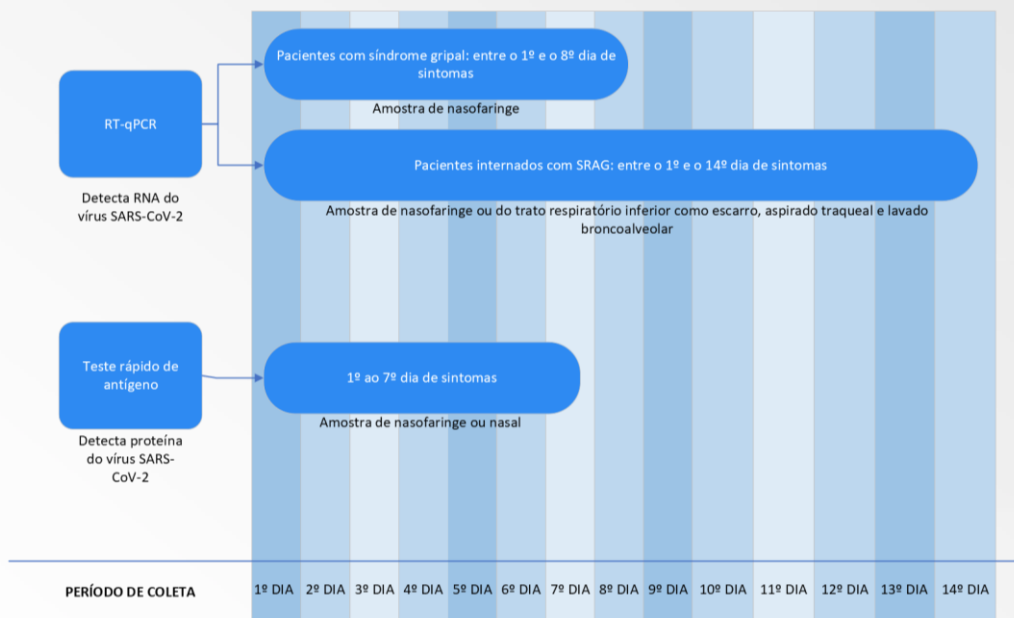 Pacientes com síndrome gripal: entre o 1º e o 8º dia de
sintomas
Amostra de nasofaringe
RT-qPCR
Detecta RNA do
vírus SARS-CoV-2
Pacientes internados com SRAG: entre o 1º e o 14º dia de sintomas
Amostra de nasofaringe ou do trato respiratório inferior como escarro, aspirado traqueal e lavado
broncoalveolar
Teste rápido de
antígeno
Detecta proteína
do vírus SARS-
CoV-2
1º ao 7º dia de sintomas
Amostra de nasofaringe ou nasal
PERÍODO DE COLETA 1º DIA 2º DIA 3º DIA 4º DIA 5º DIA 6º DIA 7º DIA 8º DIA 9º DIA 10º DIA 11º DIA 12º DIA 13º DIA 14º DIA